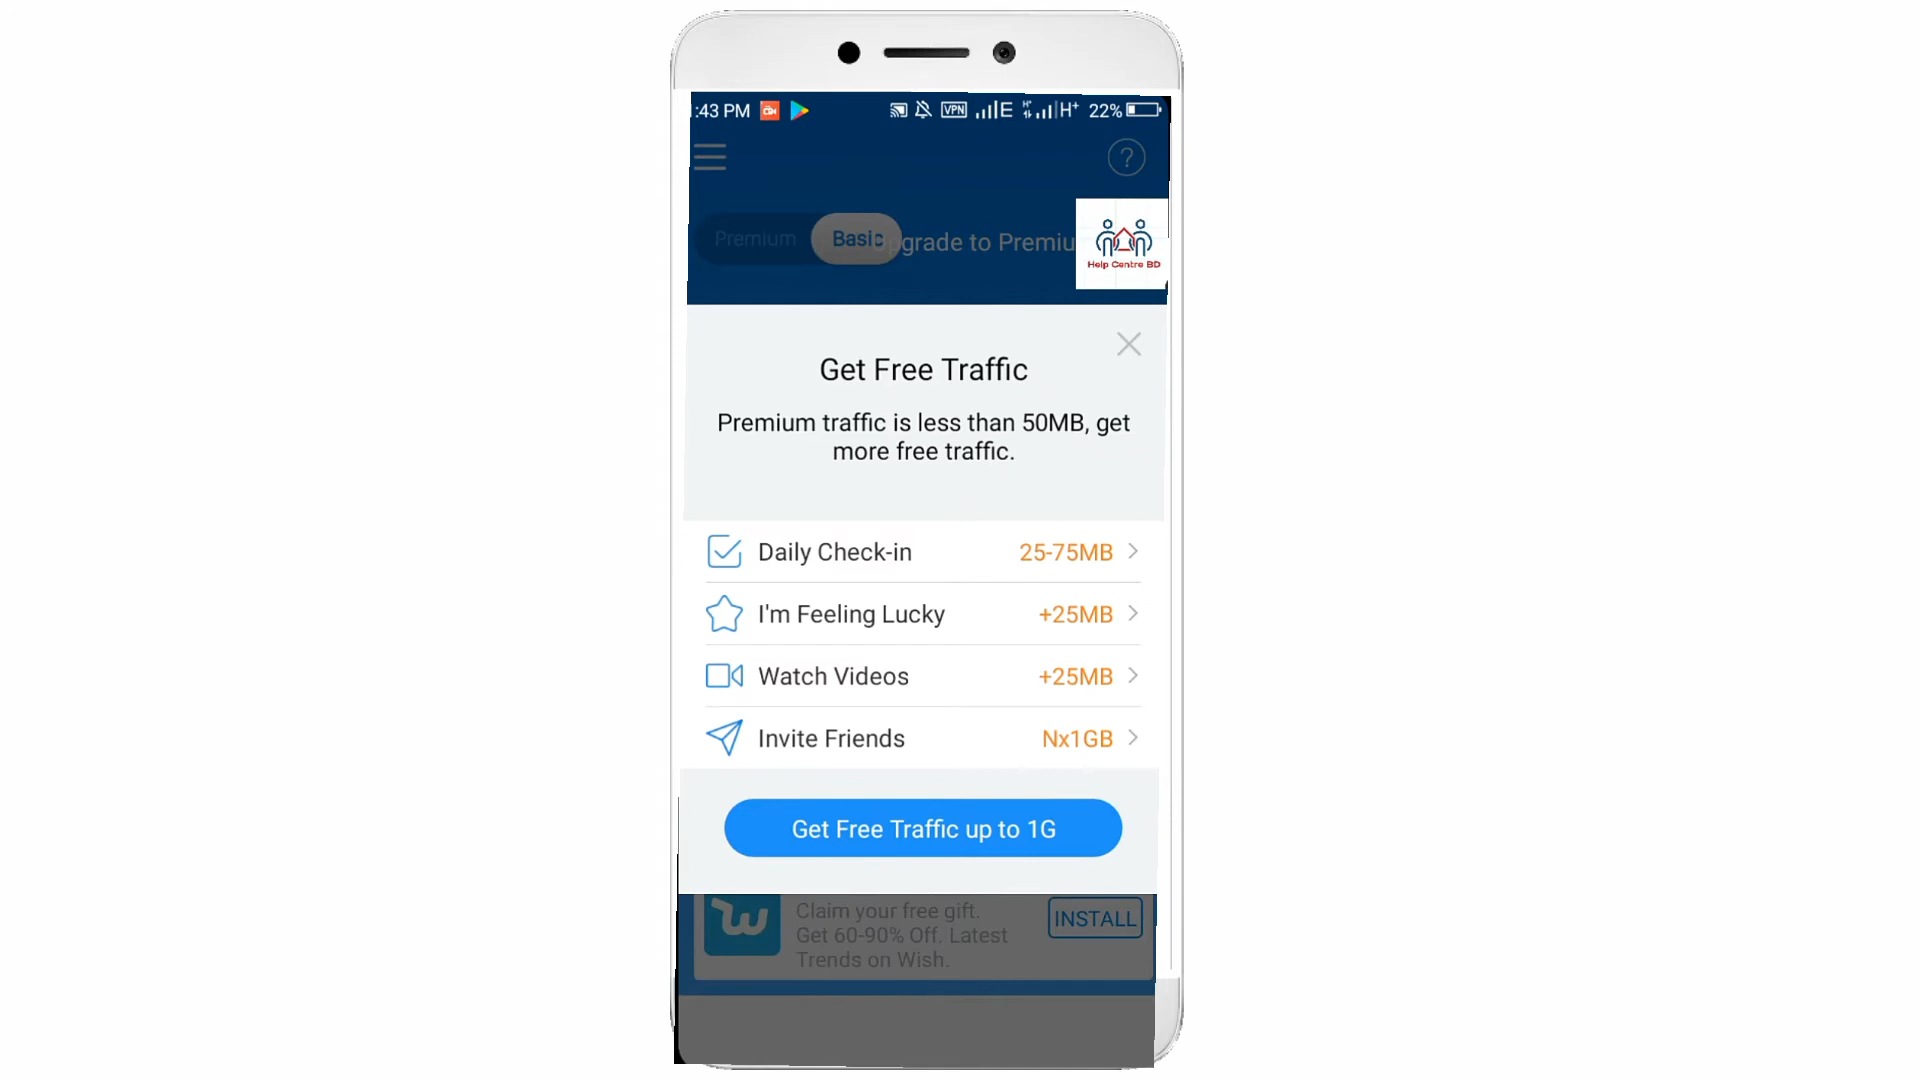 :43 PM VPN E H+ H+ 22%
?
Premium Basic Upgrade to Premiu
Help Centre BD
Get Free Traffic
Premium traffic is less than 50MB, get
more free traffic.
Daily Check-in 25-75MB
I'm Feeling Lucky +25MB
Watch Videos +25MB
Invite Friends Nx1GB
Get Free Traffic up to 1G
Claim your free gift.
Get 60-90% Off. Latest
Trends on Wish.
INSTALL